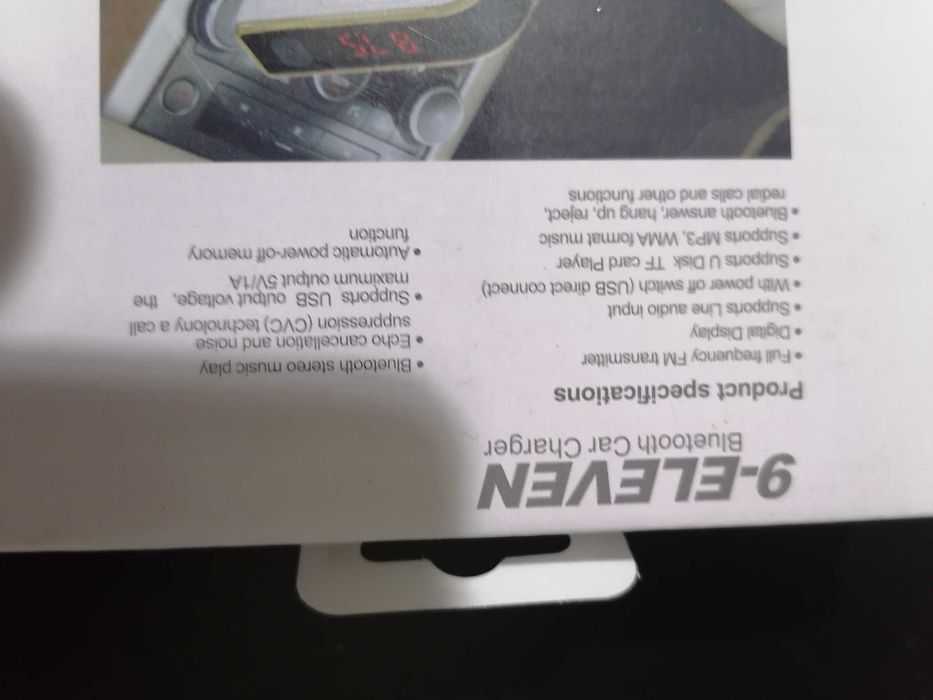 9-ELEVEN
Bluetooth Car Charger
Product specifications
• Full frequency FM transmitter
• Digital Display
• Supports Line audio input
• With power off switch (USB direct connect)
• Supports U Disk TF card Player
• Supports MP3, WMA format music
• Bluetooth answer, hang up, reject,
redial calls and other functions
• Bluetooth stereo music play
• Echo cancellation and noise
suppression (CVC) technolony a call
• Supports USB output voltage, the
maximum output 5V/1A
• Automatic power-off memory
function